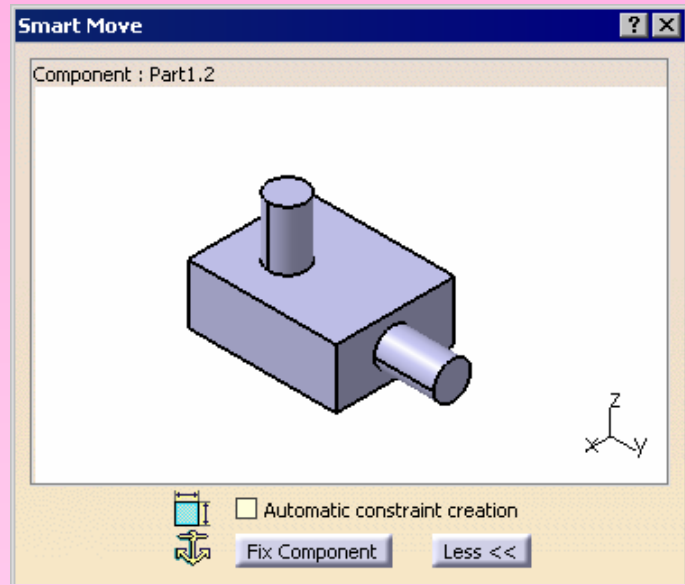 Smart Move
Component : Part1.2
z
x
y
Automatic constraint creation
Fix Component
Less <<